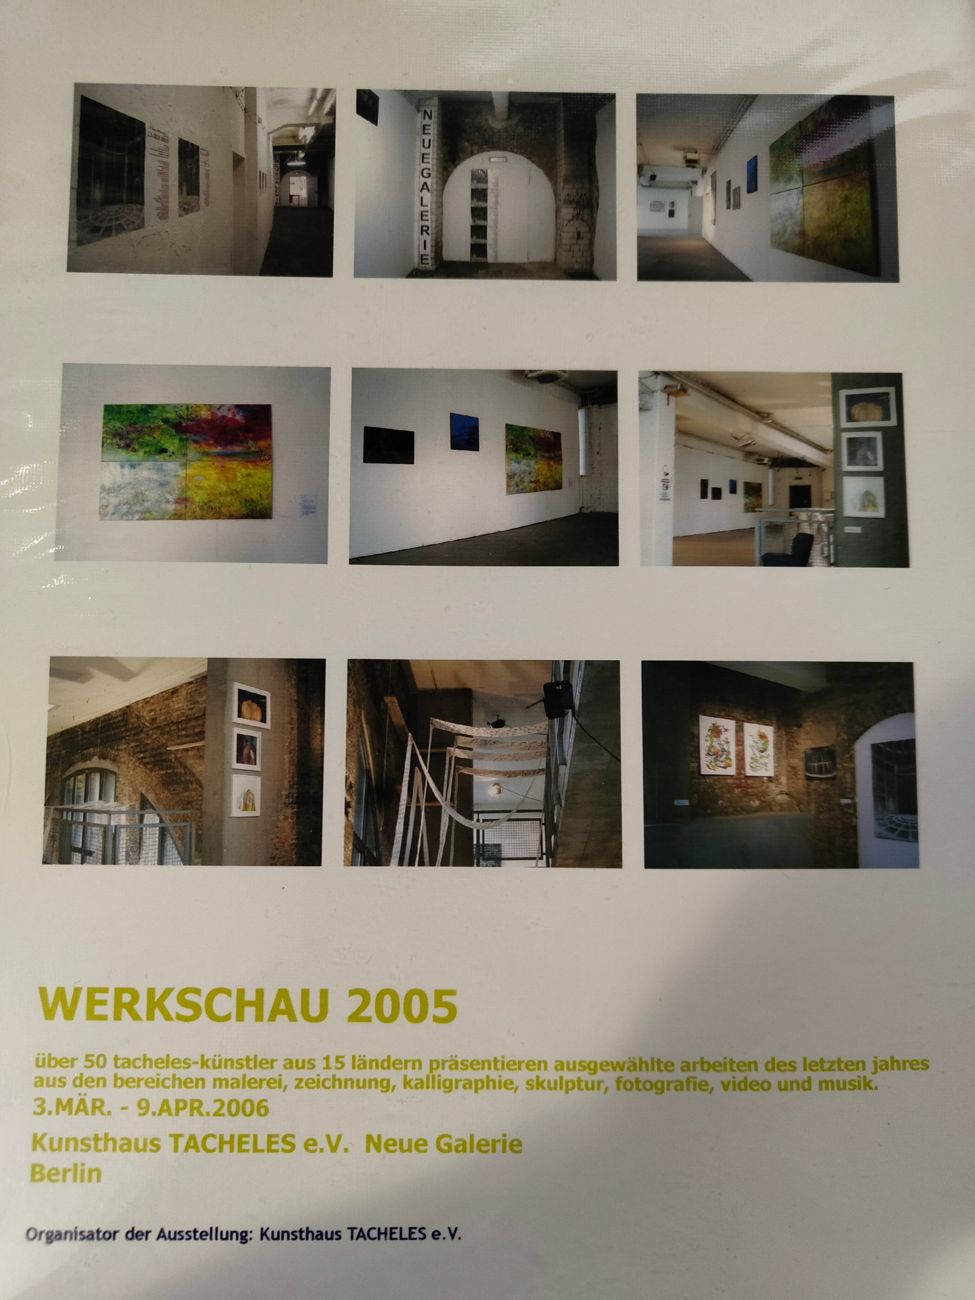 NEUEGALERIE
WERKSCHAU 2005
über 50 tacheles-künstler aus 15 ländern präsentieren ausgewählte arbeiten des letzten jahres
aus den bereichen malerei, zeichnung, kalligraphie, skulptur, fotografie, video und musik.
3.MÄR. - 9.APR.2006
Kunsthaus TACHELES e.V. Neue Galerie
Berlin
Organisator der Ausstellung: Kunsthaus TACHELES e.V.